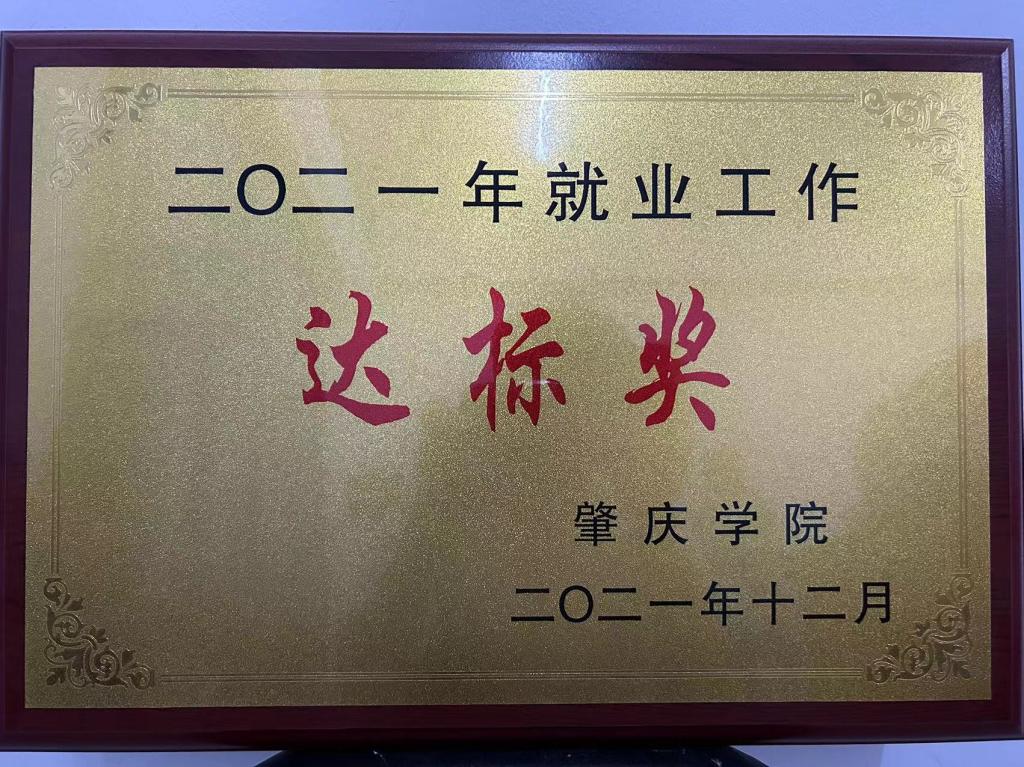 二〇二一年就业工作
达标奖
肇庆学院
二〇二一年十二月